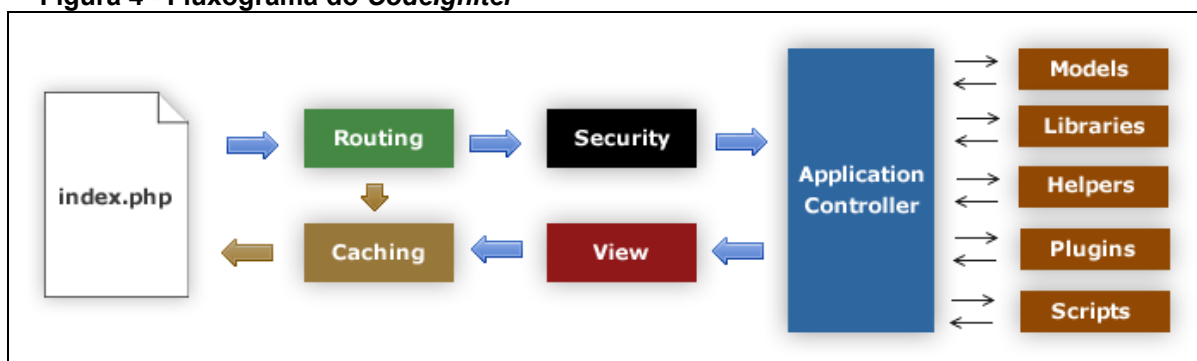 Figura 4 - Fluxograma do CodeIgniter
index.php
Routing
Security
Caching
View
Application
Controller
Models
Libraries
Helpers
Plugins
Scripts